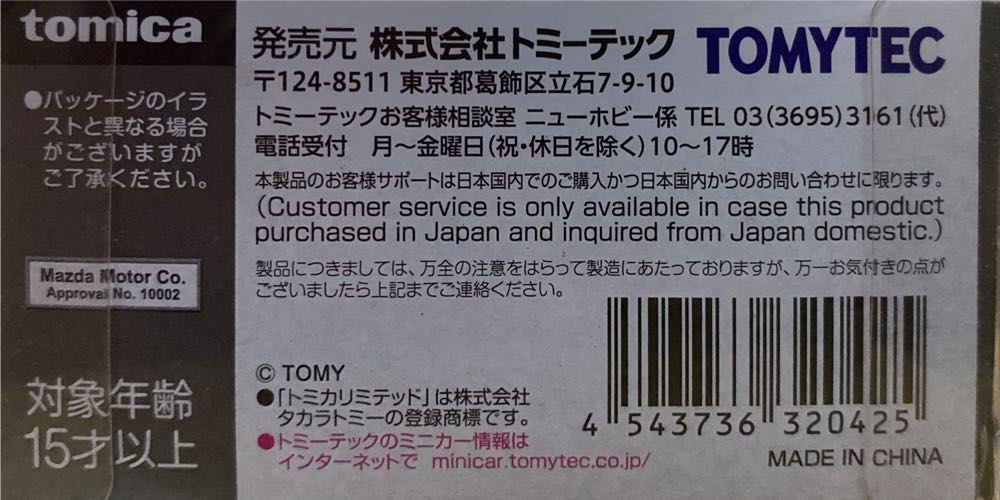 tomica
●パッケージのイラ
ストと異なる場合
がございますが
ご了承ください。
Mazda Motor Co.
Approval No. 10002
対象年齢
15才以上
発売元 株式会社トミーテック TOMYTEC
〒124-8511 東京都葛飾区立石7-9-10
トミーテックお客様相談室 ニューホビー係 TEL 03(3695)3161(代)
電話受付 月〜金曜日(祝・休日を除く)10〜17時
本製品のお客様サポートは日本国内でのご購入かつ日本国内からのお問い合わせに限ります。
(Customer service is only available in case this product
purchased in Japan and inquired from Japan domestic.)
製品につきましては、万全の注意をはらって製造にあたっておりますが、万一お気付きの点が
ございましたら上記までご連絡ください。
© TOMY
●「トミカリミテッド」は株式会社
タカラトミーの登録商標です。
●トミーテックのミニカー情報は
インターネットで minicar.tomytec.co.jp/
4 543736 320425
MADE IN CHINA